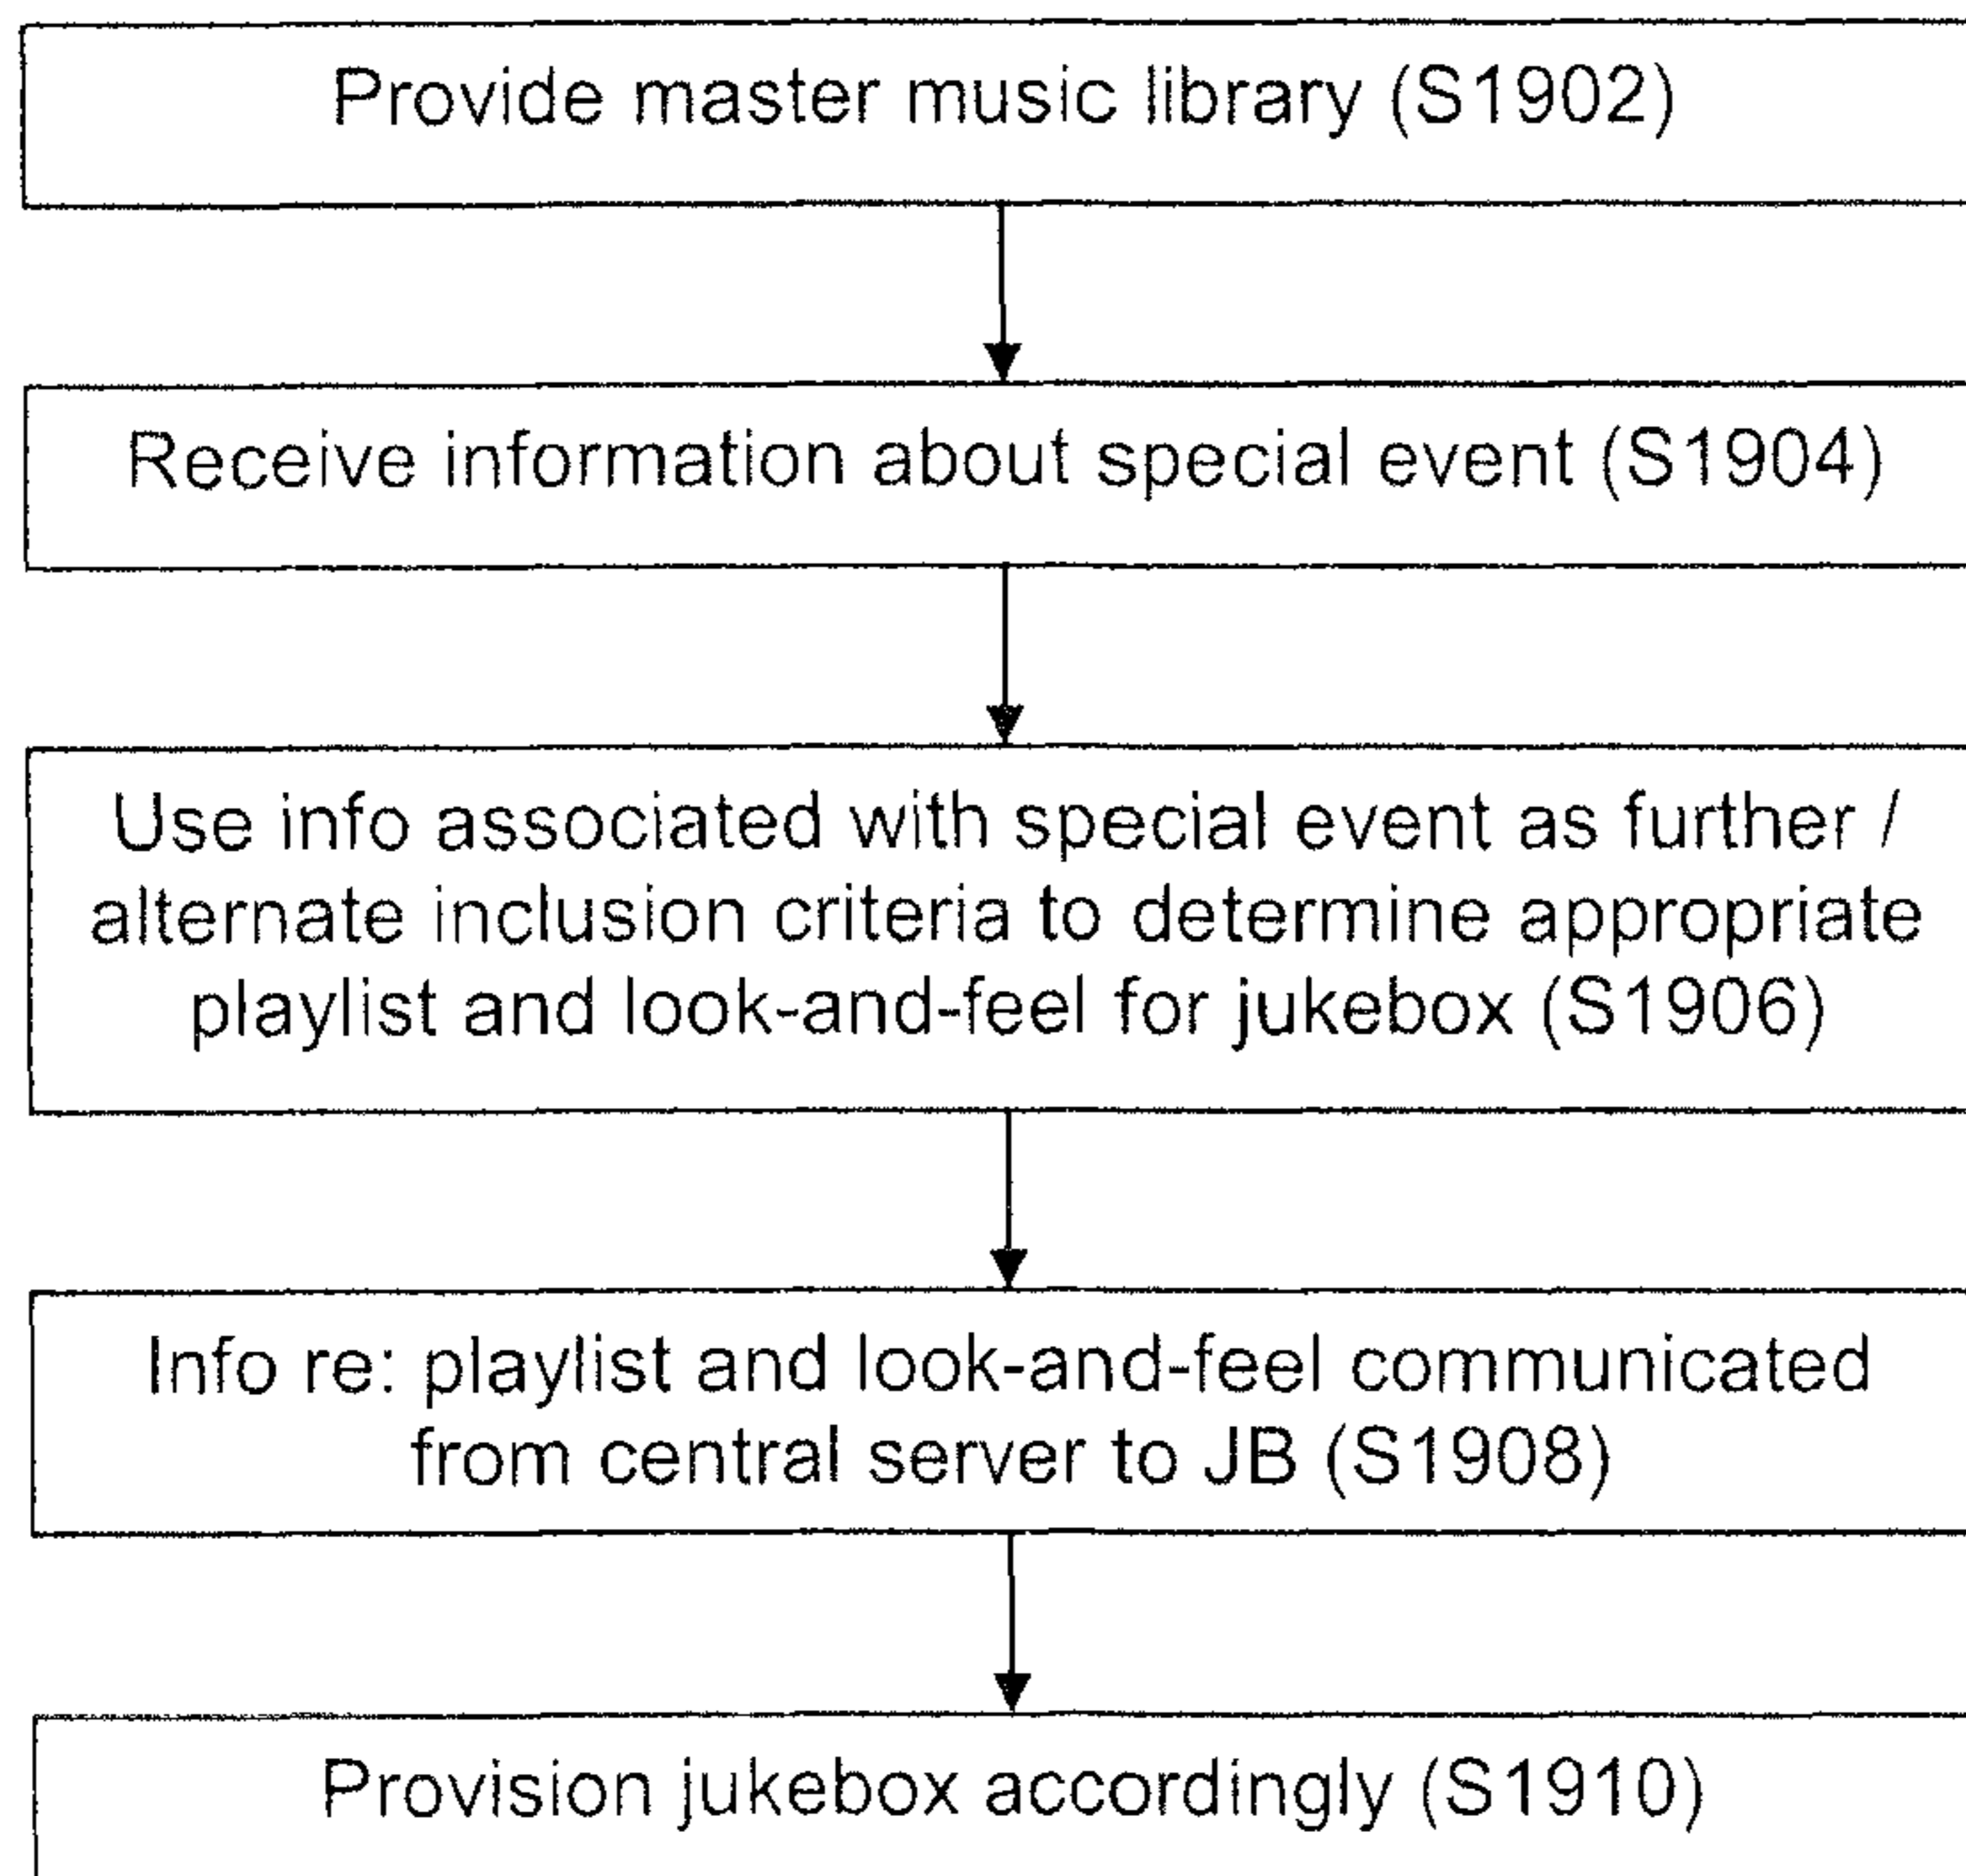 Provide master music library (S1902)
Receive information about special event (S1904)
Use info associated with special event as further /
alternate inclusion criteria to determine appropriate
playlist and look-and-feel for jukebox (S1906)
Info re: playlist and look-and-feel communicated
from central server to JB (S1908)
Provision jukebox accordingly (S1910)